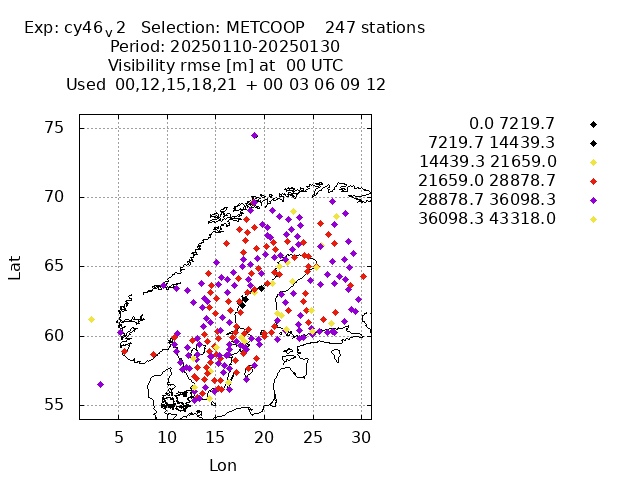 Exp: cy46v2 Selection: METCOOP 247 stations
Period: 20250110-20250130
Visibility rmse [m] at 00 UTC
Used 00,12,15,18,21 + 00 03 06 09 12
0.0 7219.7
7219.7 14439.3
14439.3 21659.0
21659.0 28878.7
28878.7 36098.3
36098.3 43318.0
75
70
65
60
55
Lat
5 10 15 20 25 30
Lon